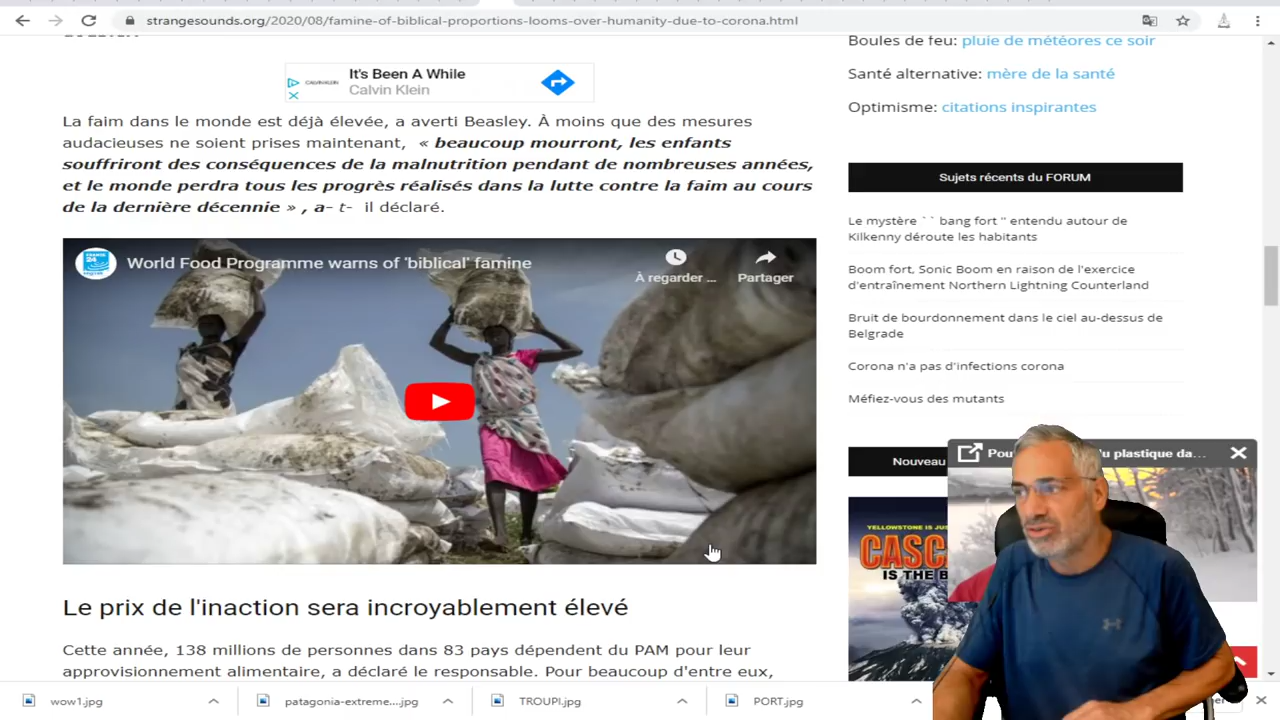 strangesounds.org/2020/08/famine-of-biblical-proportions-looms-over-humanity-due-to-corona.html
Boules de feu: pluie de météores ce soir
Santé alternative: mère de la santé
Optimisme: citations inspirantes
It's Been A While
Calvin Klein
CALVIN KLEIN
La faim dans le monde est déjà élevée, a averti Beasley. À moins que des mesures
audacieuses ne soient prises maintenant, « beaucoup mourront, les enfants
souffriront des conséquences de la malnutrition pendant de nombreuses années,
et le monde perdra tous les progrès réalisés dans la lutte contre la faim au cours
de la dernière décennie » , a- t- il déclaré.
FRANCE
24
World Food Programme warns of 'biblical' famine
À regarder ...
Partager
Le prix de l'inaction sera incroyablement élevé
Cette année, 138 millions de personnes dans 83 pays dépendent du PAM pour leur
approvisionnement alimentaire, a déclaré le responsable. Pour beaucoup d'entre eux,
Sujets récents du FORUM
Le mystère `` bang fort '' entendu autour de
Kilkenny déroute les habitants
Boom fort, Sonic Boom en raison de l'exercice
d'entraînement Northern Lightning Counterland
Bruit de bourdonnement dans le ciel au-dessus de
Belgrade
Corona n'a pas d'infections corona
Méfiez-vous des mutants
Nouveau
YELLOWSTONE IS
CASC
IS THE B
Pou
u plastique da...
wow1.jpg
patagonia-extreme....jpg
TROUPI.jpg
PORT.jpg